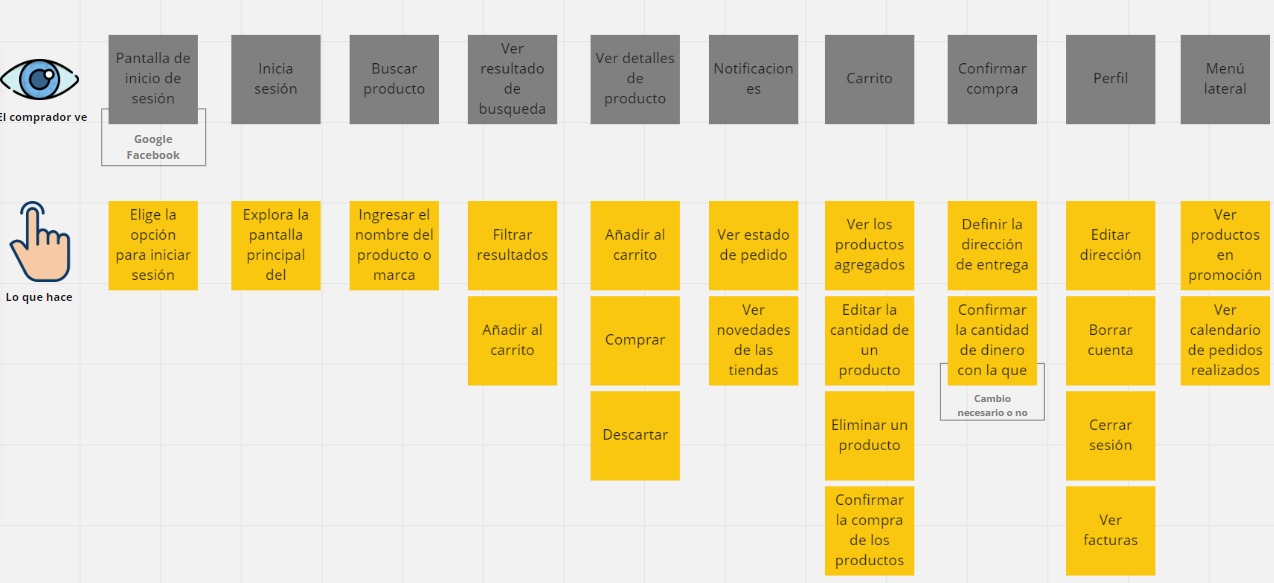 Pantalla de
inicio de
sesión
Inicia
sesión
Buscar
producto
Ver
resultado
de
busqueda
Ver detalles
de
producto
Notificacion
es
Carrito
Confirmar
compra
Perfil
Menú
lateral
El comprador ve
Google
Facebook
Elige la
opción
para iniciar
sesión
Explora la
pantalla
principal
del
Ingresar el
nombre del
producto o
marca
Filtrar
resultados
Añadir al
carrito
Ver estado
de pedido
Ver los
productos
agregados
Definir la
dirección
de entrega
Editar
dirección
Ver
productos
en
promoción
Lo que hace
Añadir al
carrito
Comprar
Ver
novedades
de las
tiendas
Editar la
cantidad de
un
producto
Confirmar
la cantidad
de dinero
con la que
Borrar
cuenta
Ver
calendario
de pedidos
realizados
Cambio
necesario o no
Descartar
Eliminar un
producto
Cerrar
sesión
Confirmar
la compra
de los
productos
Ver
facturas